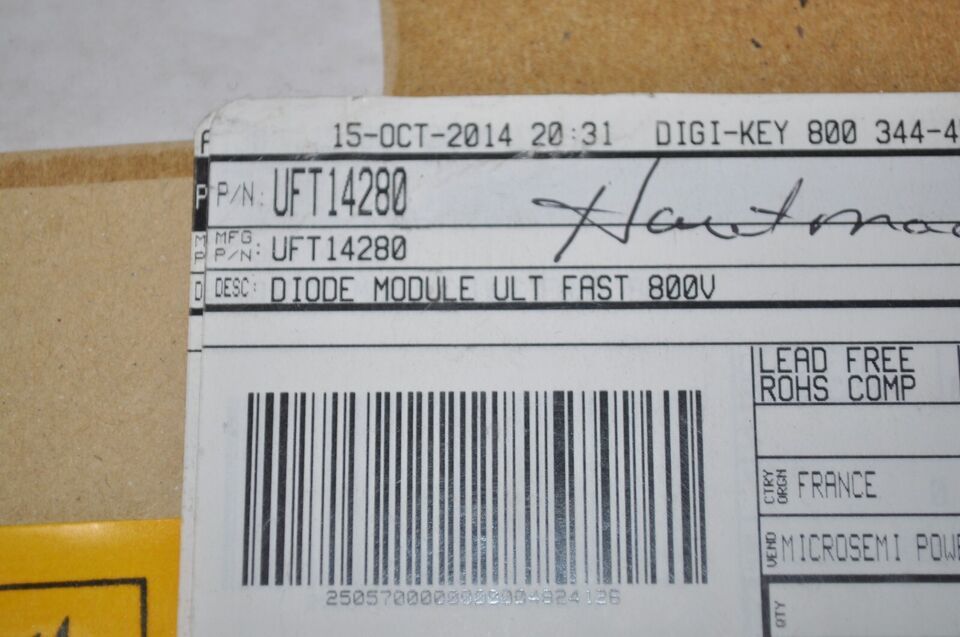 15-OCT-2014 20:31 DIGI-KEY 800 344-4
P/N: UFT14280
MFG P/N: UFT14280
DESC: DIODE MODULE ULT FAST 800V
LEAD FREE
ROHS COMP
CTRY ORGN FRANCE
VEND MICROSEMI POWE
QTY